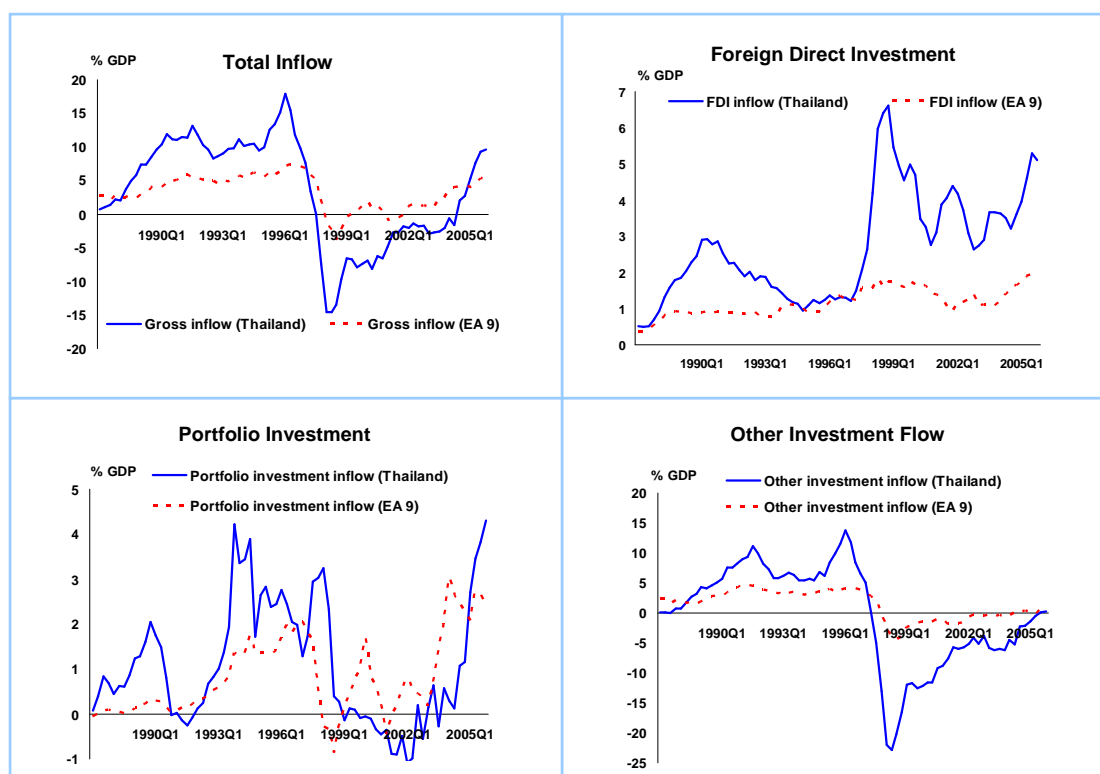 Total Inflow
% GDP
20
15
10
5
0
-5
-10
-15
-20
1990Q1 1993Q1 1996Q1 1999Q1 2002Q1 2005Q1
Gross inflow (Thailand) Gross inflow (EA 9)
Foreign Direct Investment
% GDP
FDI inflow (Thailand) FDI inflow (EA 9)
7
6
5
4
3
2
1
0
1990Q1 1993Q1 1996Q1 1999Q1 2002Q1 2005Q1
Portfolio Investment
% GDP
Portfolio investment inflow (Thailand)
Portfolio investment inflow (EA 9)
5
4
3
2
1
0
-1
1990Q1 1993Q1 1996Q1 1999Q1 2002Q1 2005Q1
Other Investment Flow
% GDP
Other investment inflow (Thailand)
Other investment inflow (EA 9)
20
15
10
5
0
-5
-10
-15
-20
-25
1990Q1 1993Q1 1996Q1 1999Q1 2002Q1 2005Q1